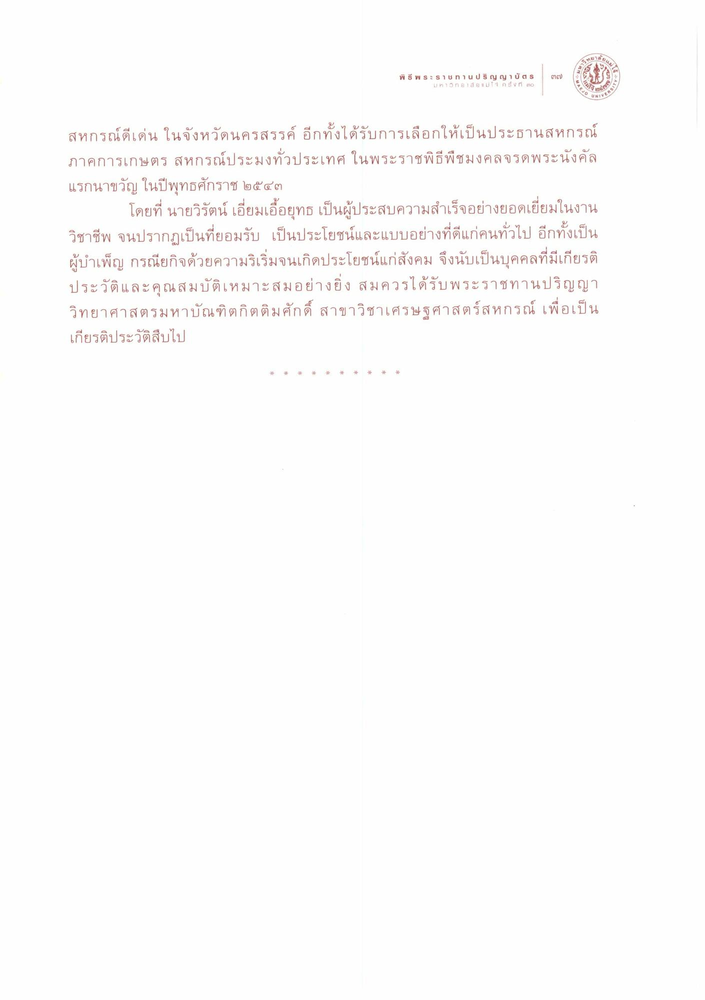 พิธีพระราชทานปริญญาบัตร
มหาวิทยาลัยแม่โจ้ ครั้งที่ ๓๐
๓๗
มหาวิทยาลัยแม่โจ้
แม่โจ้ ๒๔๗๗
MAEJO UNIVERSITY
สหกรณ์ดีเด่น ในจังหวัดนครสรรค์ อีกทั้งได้รับการเลือกให้เป็นประธานสหกรณ์
ภาคการเกษตร สหกรณ์ประมงทั่วประเทศ ในพระราชพิธีพืชมงคลจรดพระนังคัล
แรกนาขวัญ ในปีพุทธศักราช ๒๕๔๓
โดยที่ นายวิรัตน์ เอี่ยมเอื้อยุทธ เป็นผู้ประสบความสำเร็จอย่างยอดเยี่ยมในงาน
วิชาชีพ จนปรากฏเป็นที่ยอมรับ เป็นประโยชน์และแบบอย่างที่ดีแก่คนทั่วไป อีกทั้งเป็น
ผู้บำเพ็ญ กรณียกิจด้วยความริเริ่มจนเกิดประโยชน์แก่สังคม จึงนับเป็นบุคคลที่มีเกียรติ
ประวัติและคุณสมบัติเหมาะสมอย่างยิ่ง สมควรได้รับพระราชทานปริญญา
วิทยาศาสตรมหาบัณฑิตกิตติมศักดิ์ สาขาวิชาเศรษฐศาสตร์สหกรณ์ เพื่อเป็น
เกียรติประวัติสืบไป
* * * * * * * * * *